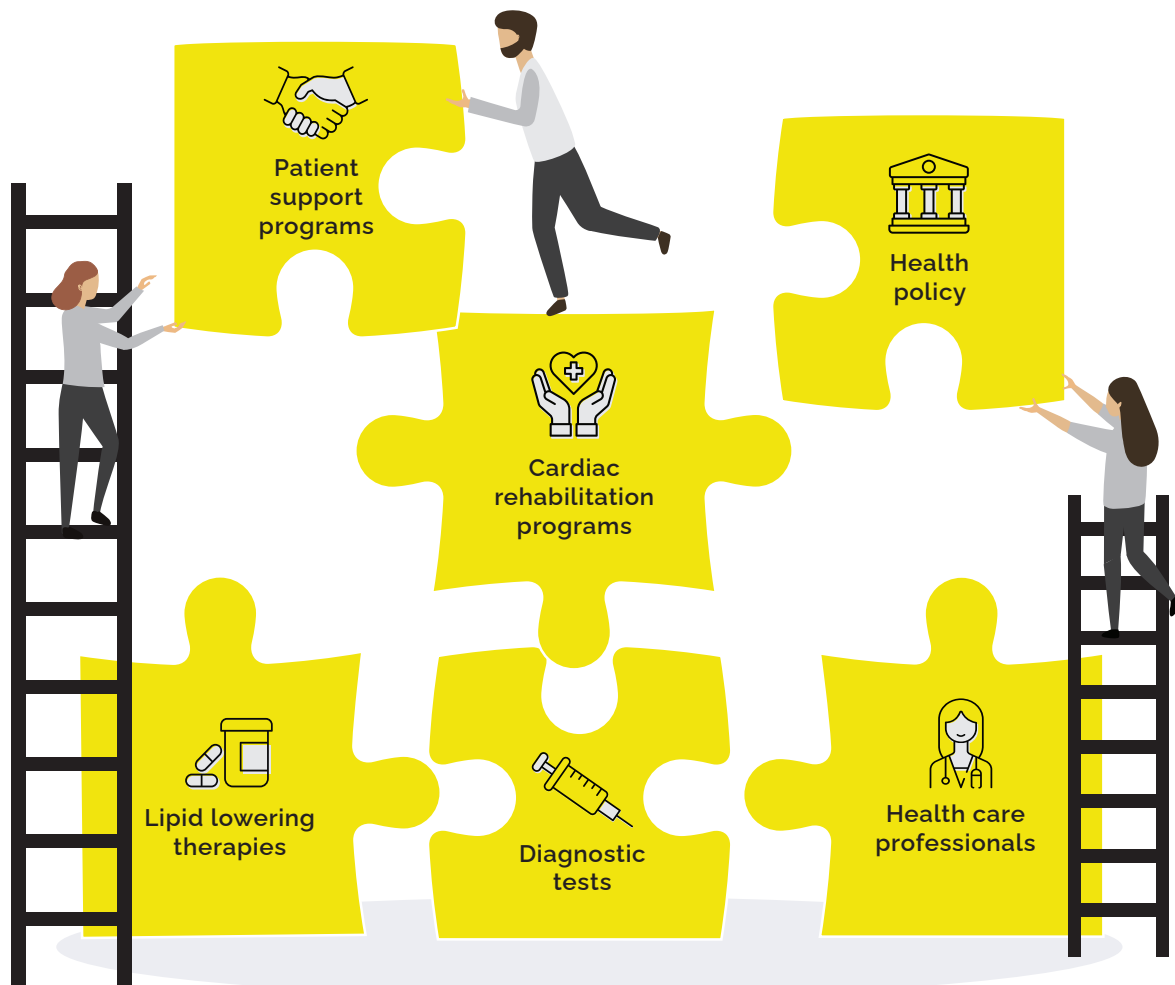 Patient
support
programs
Health
policy
Cardiac
rehabilitation
programs
Lipid lowering
therapies
Diagnostic
tests
Health care
professionals